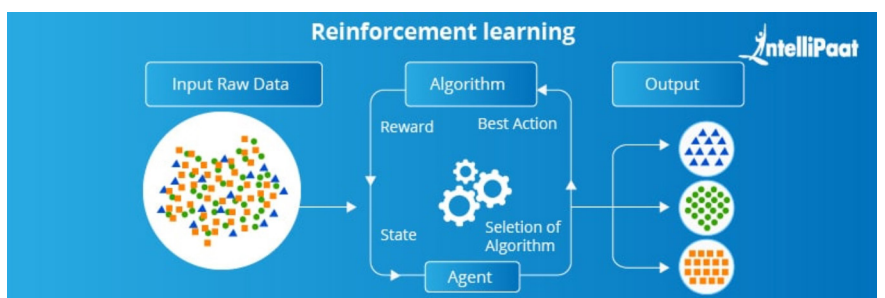 Reinforcement learning
IntelliPaat
Input Raw Data
Algorithm
Output
Reward
Best Action
State
Seletion of
Algorithm
Agent